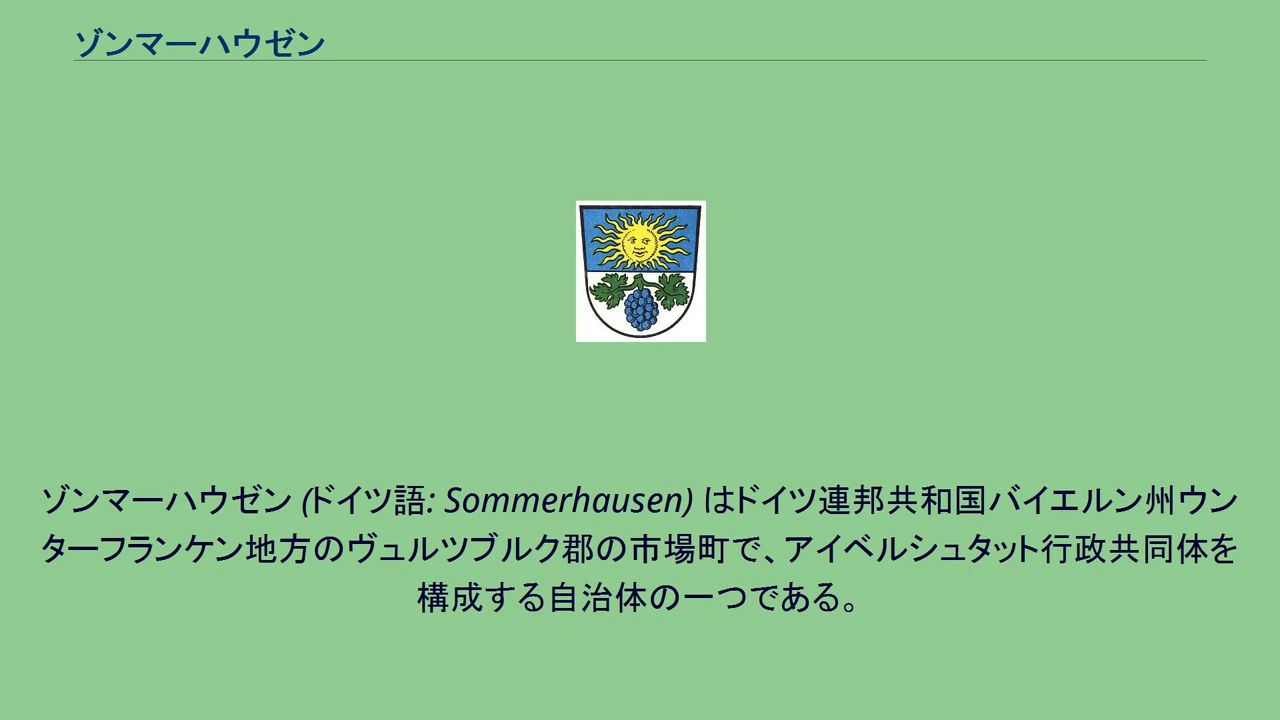 ゾンマーハウゼン
ゾンマーハウゼン (ドイツ語: Sommerhausen) はドイツ連邦共和国バイエルン州ウン
ターフランケン地方のヴュルツブルク郡の市場町で、アイベルシュタット行政共同体を
構成する自治体の一つである。